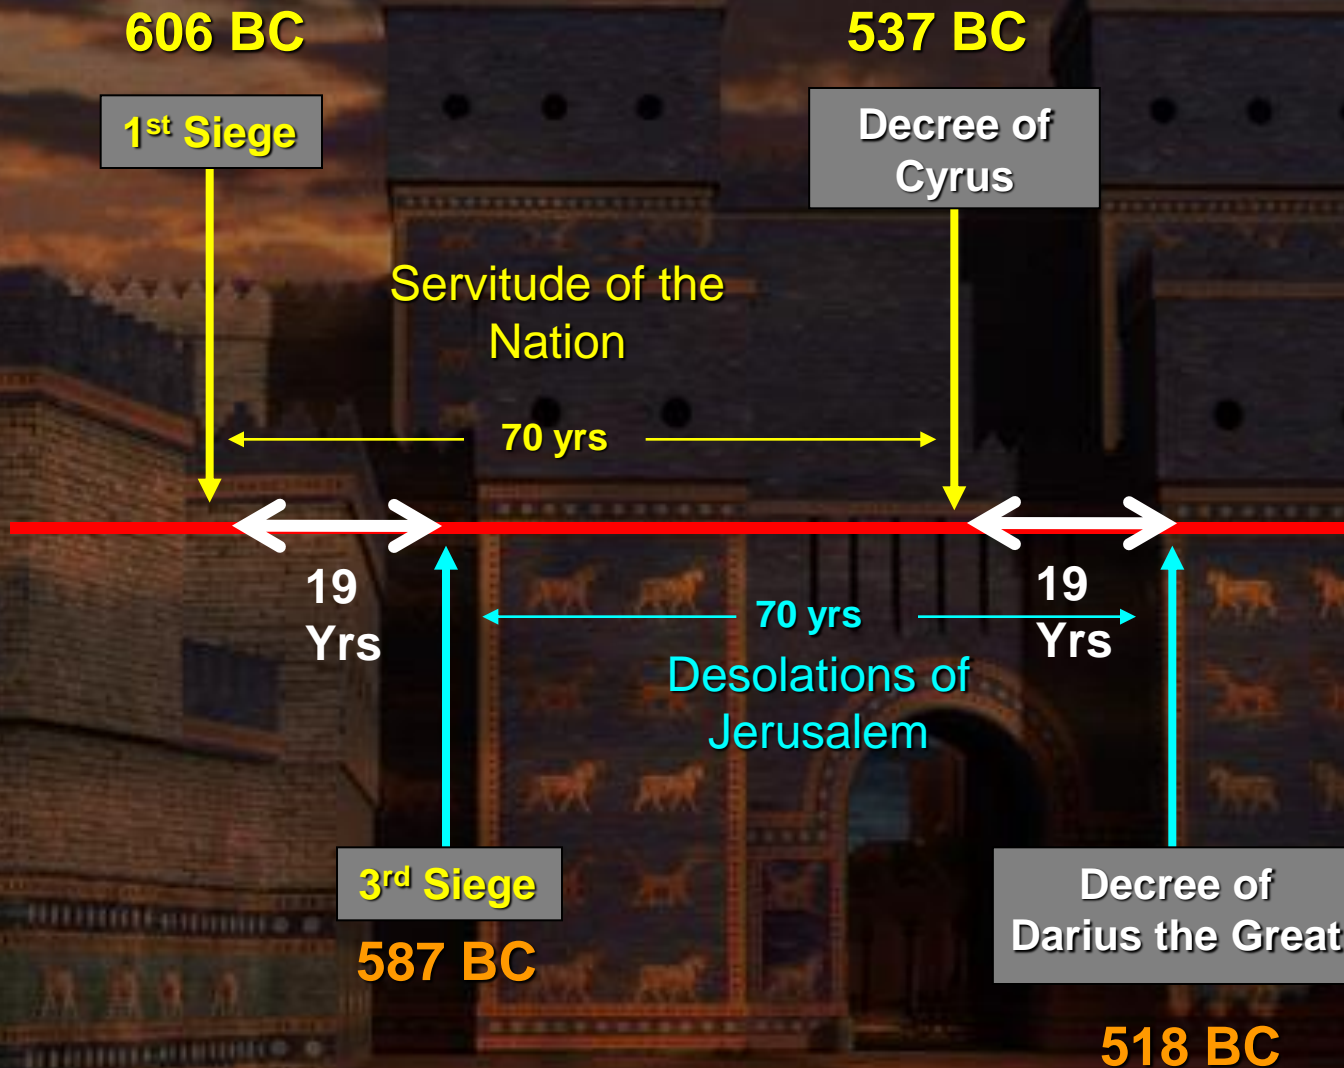 606 BC
537 BC
1st Siege
Decree of
Cyrus
Servitude of the
Nation
70 yrs
19
Yrs
19
Yrs
70 yrs
Desolations of
Jerusalem
3rd Siege
587 BC
Decree of
Darius the Great
518 BC